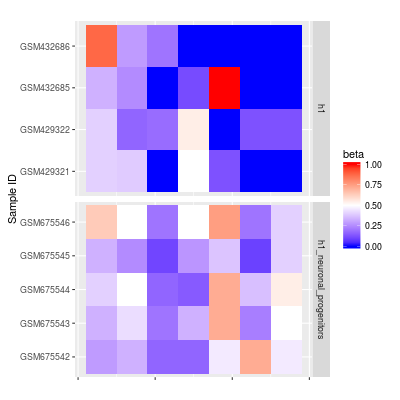 GSM432686
GSM432685
GSM429322
GSM429321
h1
GSM675546
GSM675545
GSM675544
GSM675543
GSM675542
h1_neuronal_progenitors
Sample ID
beta
1.00
0.75
0.50
0.25
0.00